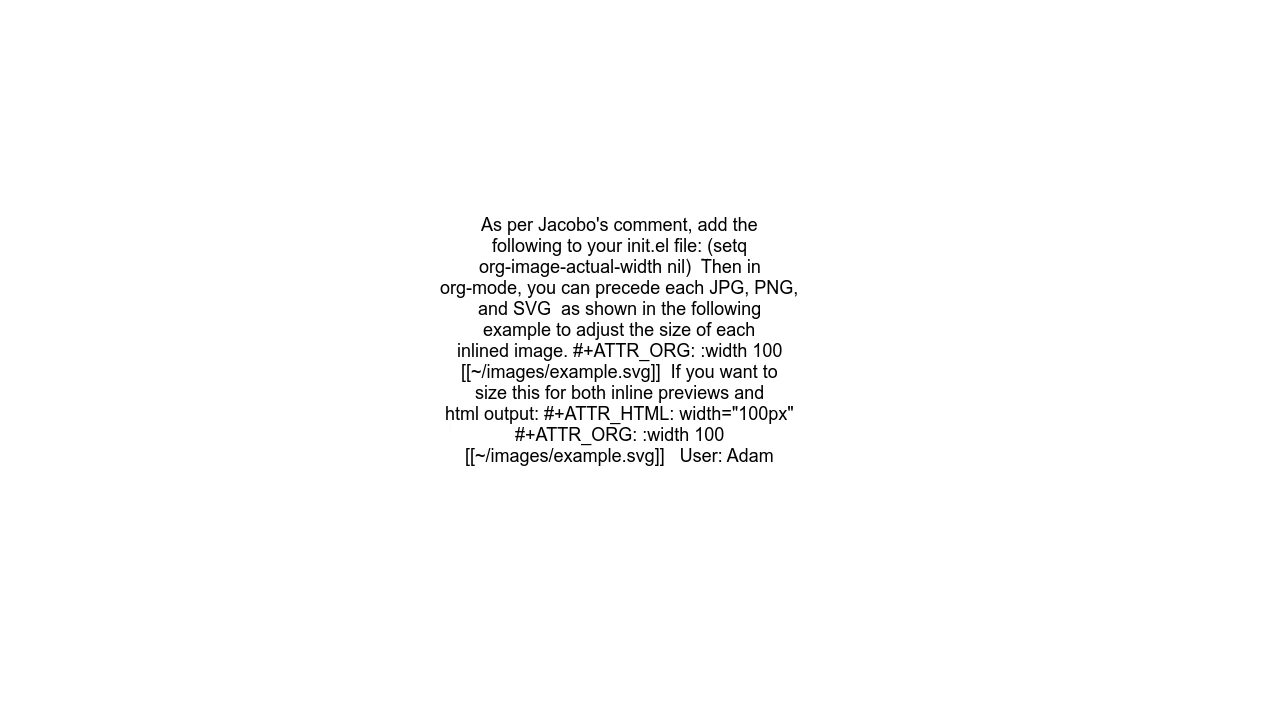 As per Jacobo's comment, add the
following to your init.el file: (setq
org-image-actual-width nil)  Then in
org-mode, you can precede each JPG, PNG,
and SVG  as shown in the following
example to adjust the size of each
inlined image. #+ATTR_ORG: :width 100
[[~/images/example.svg]]  If you want to
size this for both inline previews and
html output: #+ATTR_HTML: width="100px"
#+ATTR_ORG: :width 100
[[~/images/example.svg]]   User: Adam